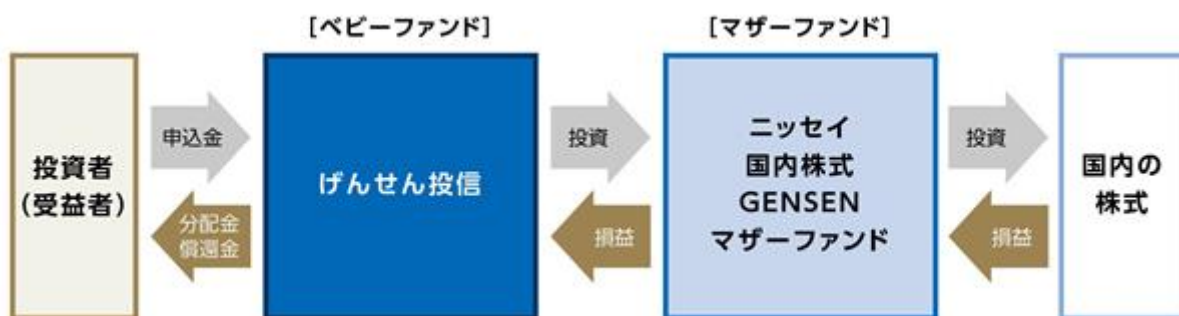 ［ベビーファンド］
［マザーファンド］
投資者
（受益者）
申込金
分配金
償還金
げんせん投信
投資
損益
ニッセイ
国内株式
GENSEN
マザーファンド
投資
損益
国内の
株式